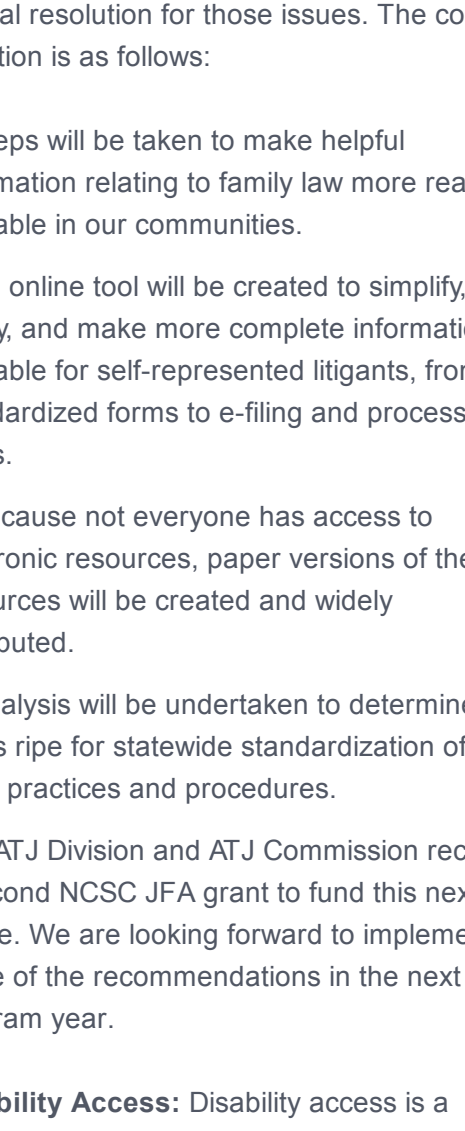 al resolution for those issues. The co
tion is as follows:
eps will be taken to make helpful
mation relating to family law more rea
able in our communities.
online tool will be created to simplify,
y, and make more complete informati
able for self-represented litigants, fro
dardized forms to e-filing and process
s.
cause not everyone has access to
ronic resources, paper versions of the
urces will be created and widely
buted.
alysis will be undertaken to determine
s ripe for statewide standardization of
practices and procedures.
ATJ Division and ATJ Commission rec
cond NCSC JFA grant to fund this nex
e. We are looking forward to impleme
e of the recommendations in the next
ram year.
bility Access: Disability access is a